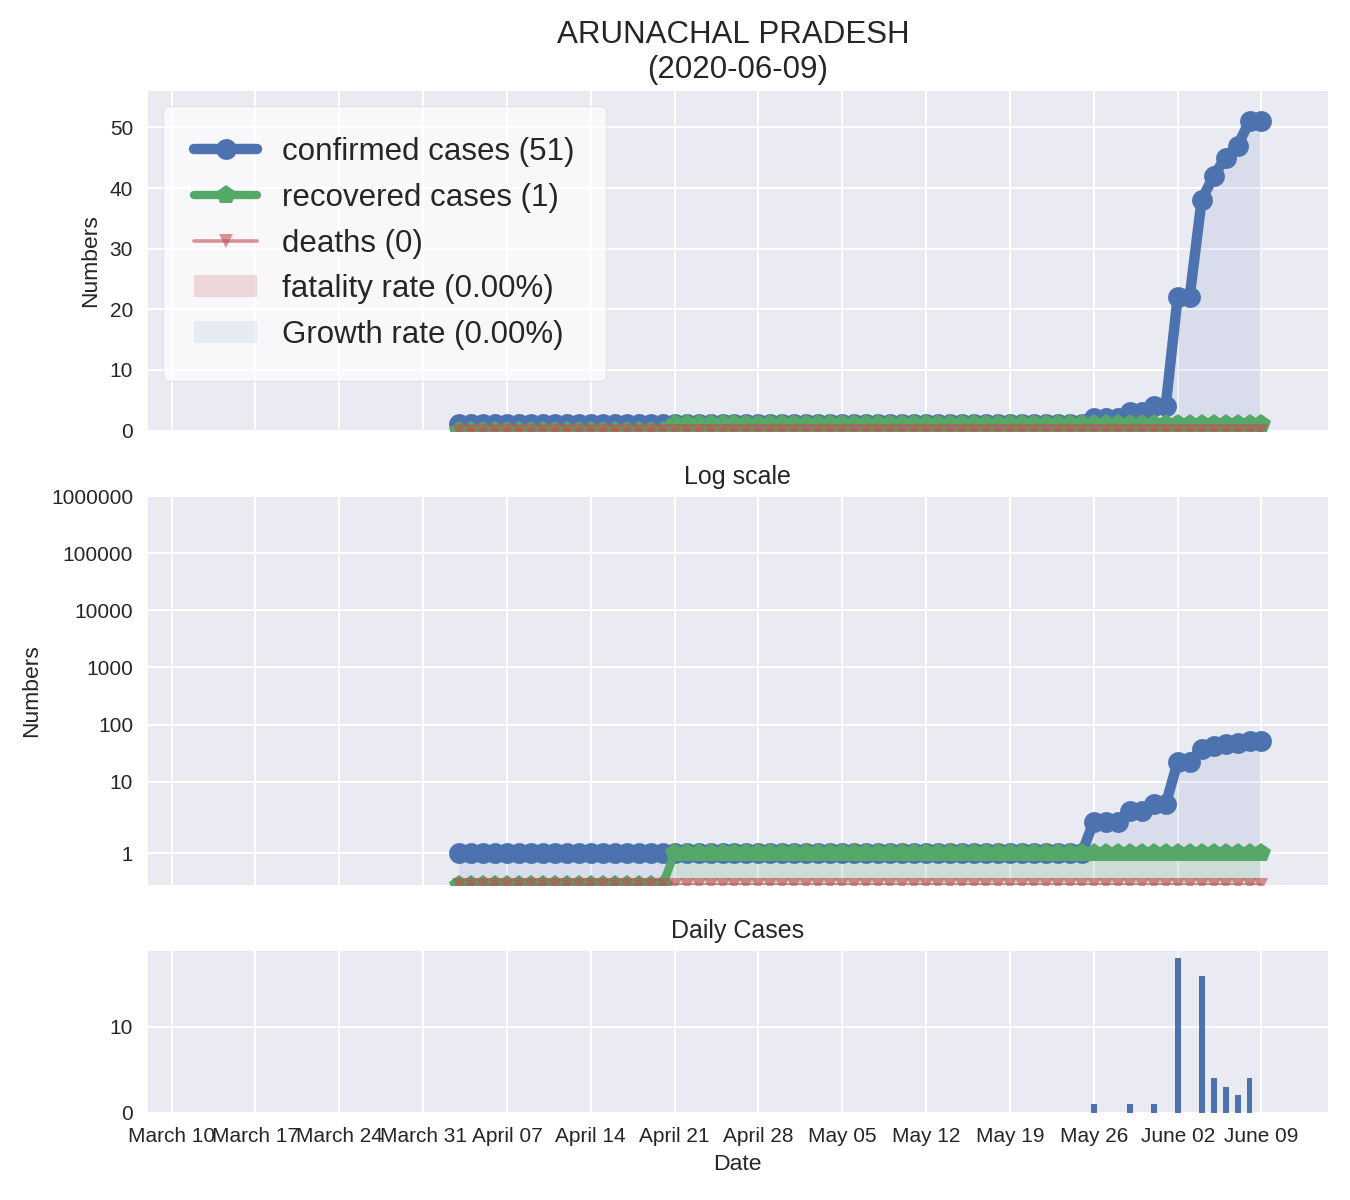 ARUNACHAL PRADESH
(2020-06-09)
confirmed cases (51)
recovered cases (1)
deaths (0)
fatality rate (0.00%)
Growth rate (0.00%)
50
40
30
20
10
0
Numbers
Log scale
1000000
100000
10000
1000
100
10
1
Numbers
Daily Cases
10
0
March 10 March 17 March 24 March 31 April 07 April 14 April 21 April 28 May 05 May 12 May 19 May 26 June 02 June 09
Date